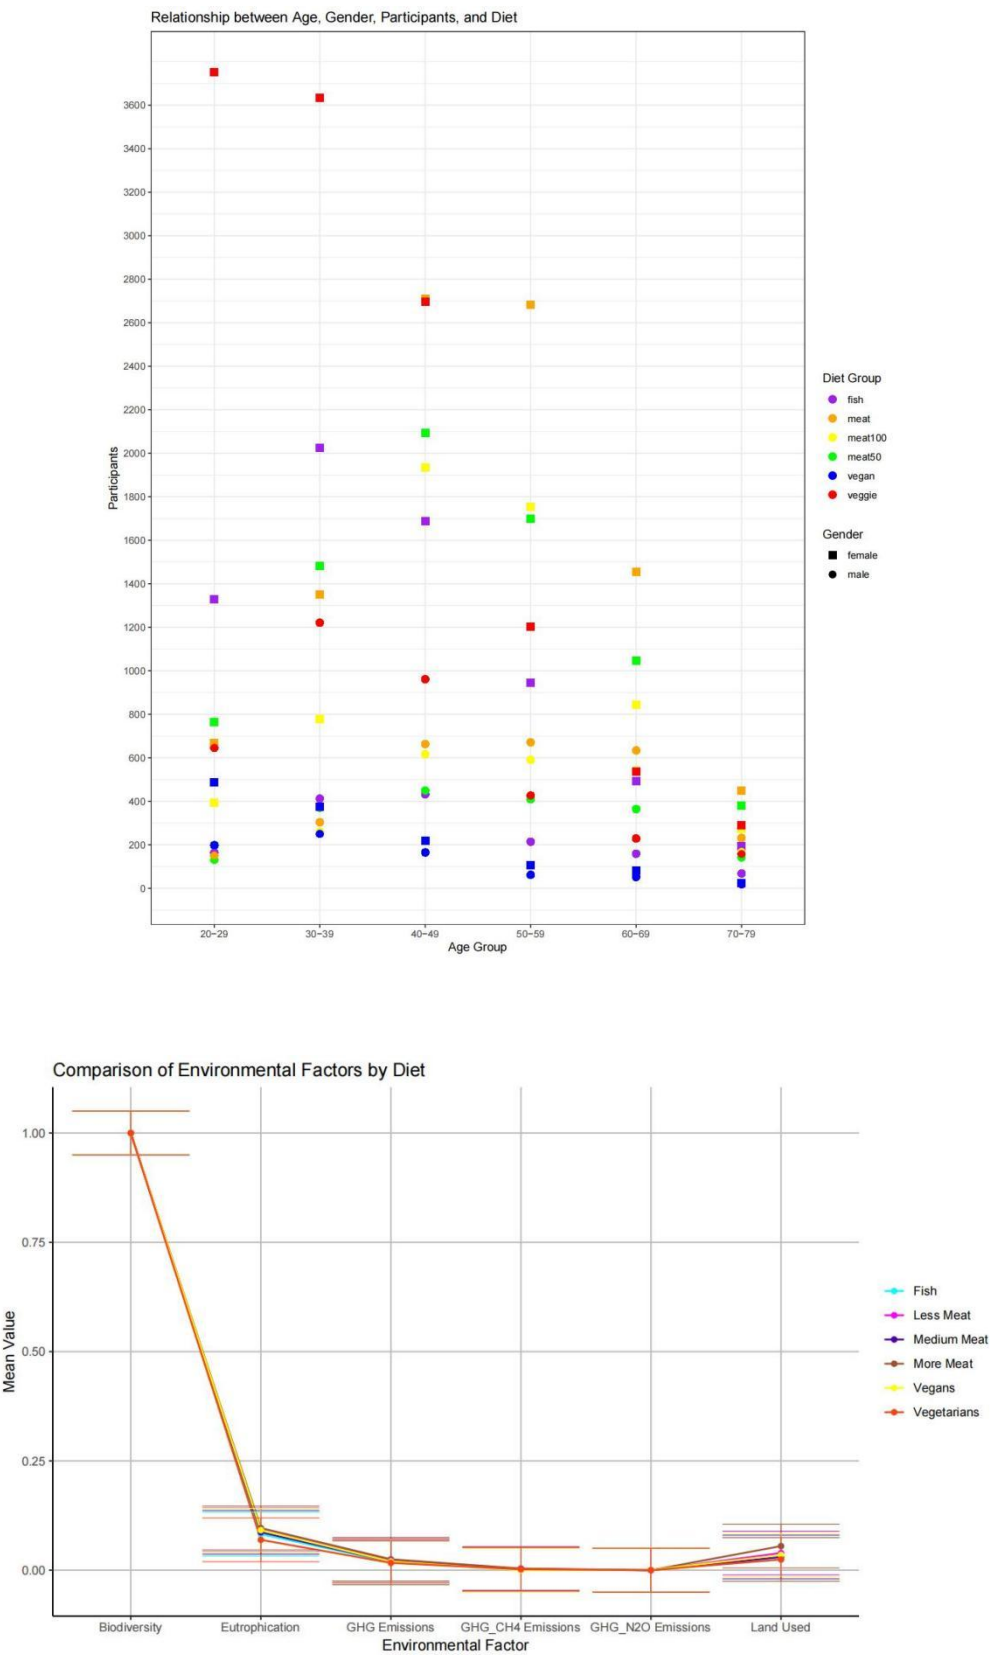 Relationship between Age, Gender, Participants, and Diet
3600
3400
3200
3000
2800
2600
2400
2200
2000
1800
1600
1400
1200
1000
800
600
400
200
0
Participants
20-29 30-39 40-49 50-59 60-69 70-79
Age Group
Diet Group
fish
meat
meat100
meat50
vegan
veggie
Gender
female
male
Comparison of Environmental Factors by Diet
1.00
0.75
0.50
0.25
0.00
Mean Value
Biodiversity Eutrophication GHG Emissions GHG_CH4 Emissions GHG_N2O Emissions Land Used
Environmental Factor
Fish
Less Meat
Medium Meat
More Meat
Vegans
Vegetarians